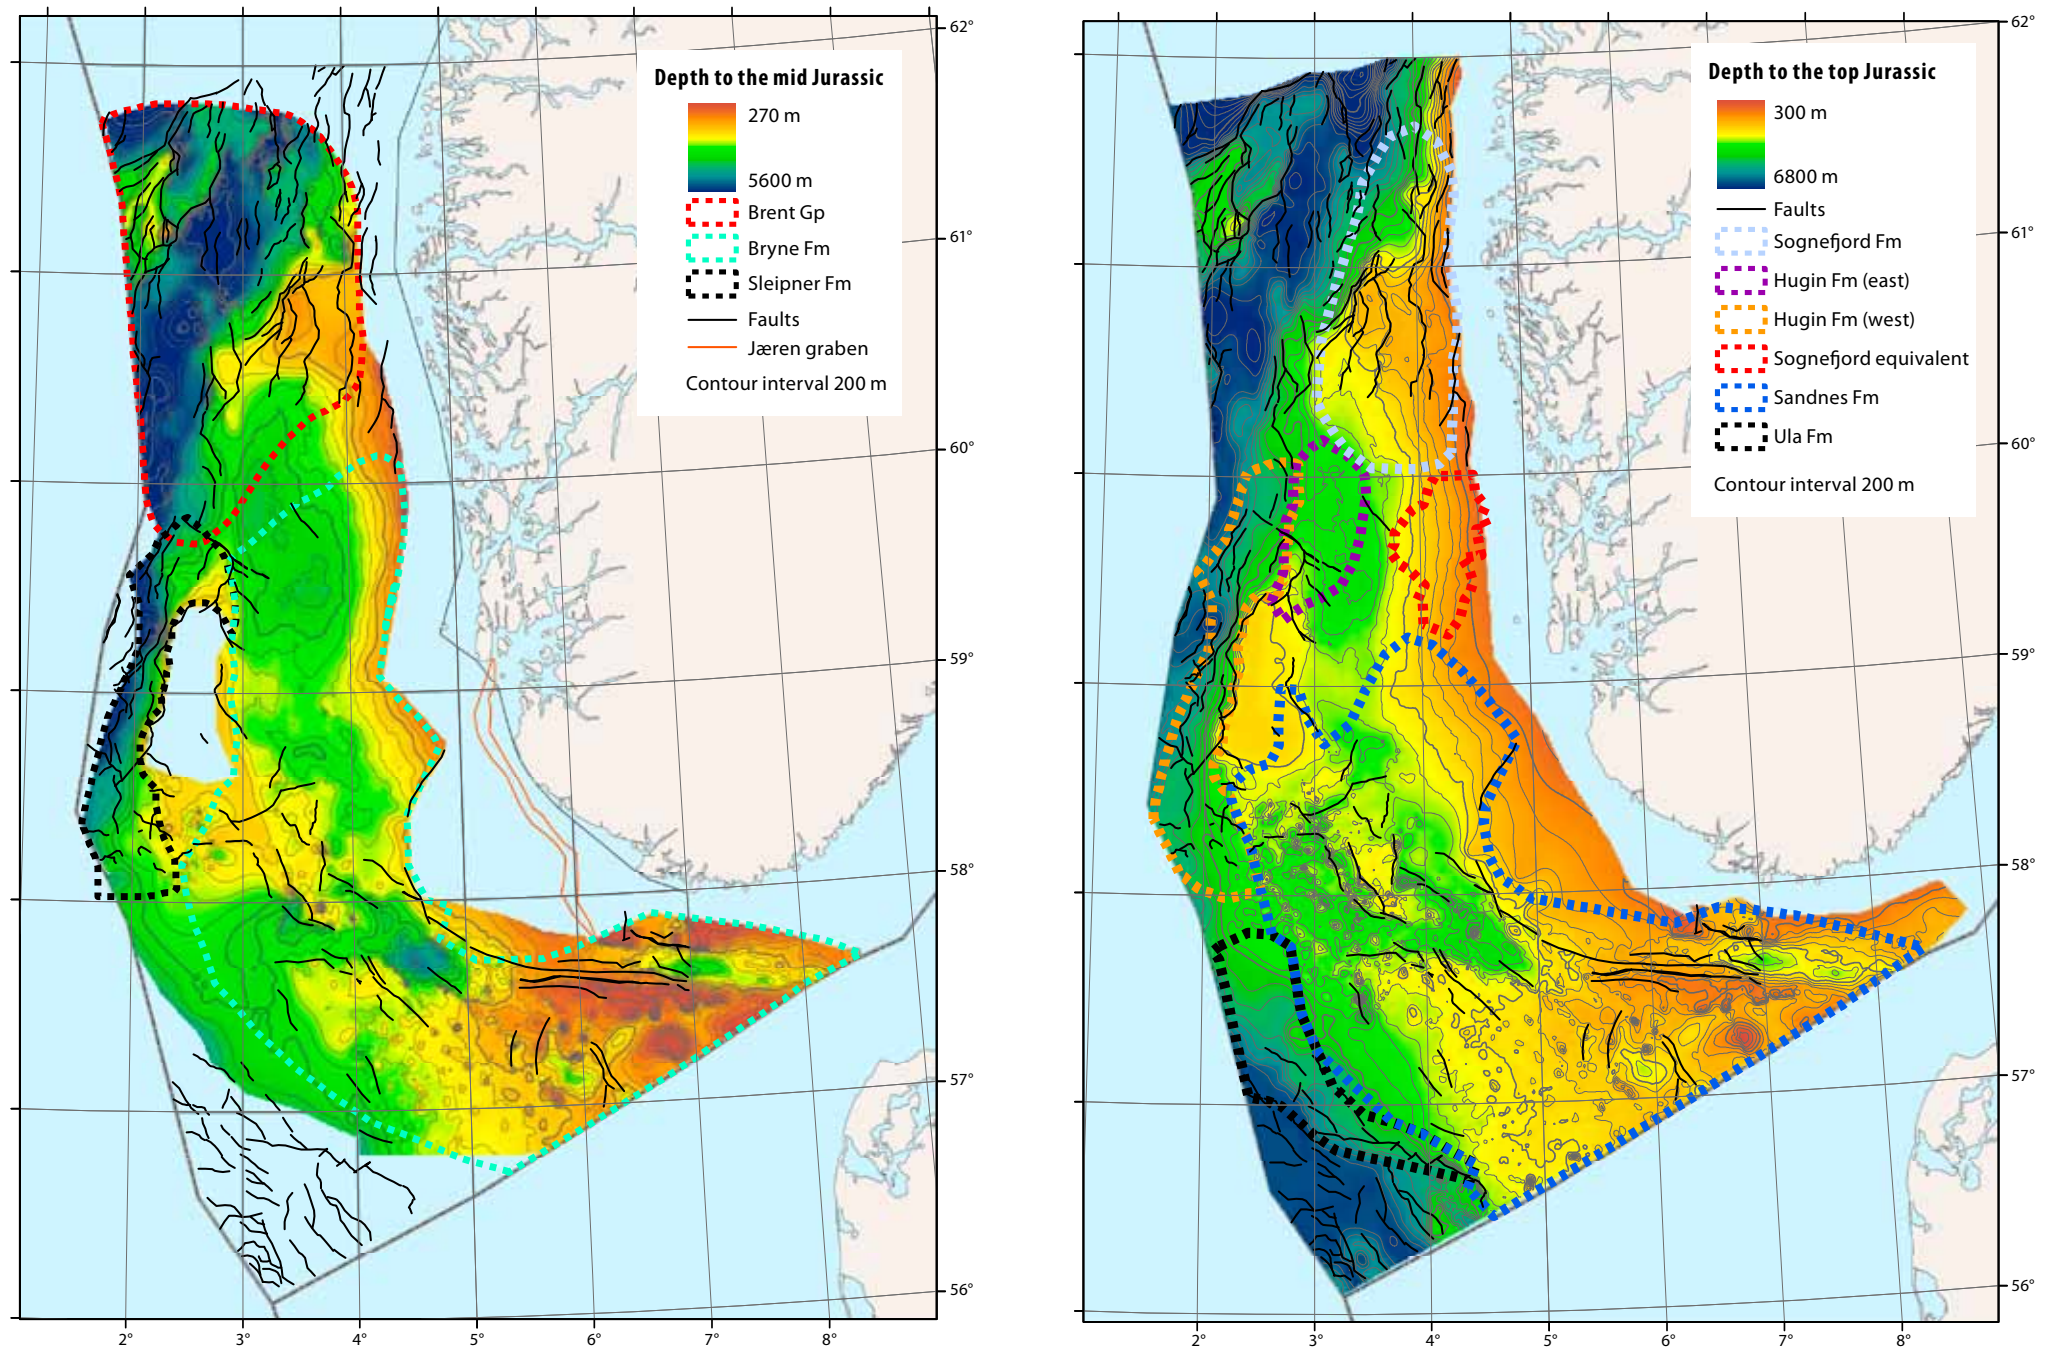 Depth to the mid Jurassic
270 m
5600 m
Brent Gp
Bryne Fm
Sleipner Fm
Faults
Jæren graben
Contour interval 200 m
62°
61°
60°
59°
58°
57°
56°
2°
3°
4°
5°
6°
7°
8°
Depth to the top Jurassic
300 m
6800 m
Faults
Sognefjord Fm
Hugin Fm (east)
Hugin Fm (west)
Sognefjord equivalent
Sandnes Fm
Ula Fm
Contour interval 200 m
62°
61°
60°
59°
58°
57°
56°
2°
3°
4°
5°
6°
7°
8°